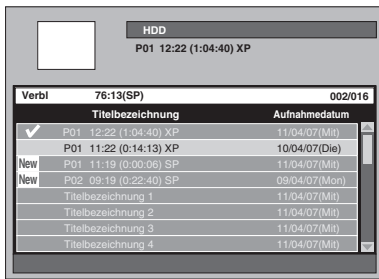 HDD
P01 12:22 (1:04:40) XP
Verbl 76:13(SP) 002/016
Titelbezeichnung Aufnahmedatum
P01 12:22 (1:04:40) XP 11/04/07(Mit)
P01 11:22 (0:14:13) XP 10/04/07(Die)
New P01 11:19 (0:00:06) SP 11/04/07(Mit)
New P02 09:19 (0:22:40) SP 09/04/07(Mon)
Titelbezeichnung 1 11/04/07(Mit)
Titelbezeichnung 2 11/04/07(Mit)
Titelbezeichnung 3 11/04/07(Mit)
Titelbezeichnung 4 11/04/07(Mit)